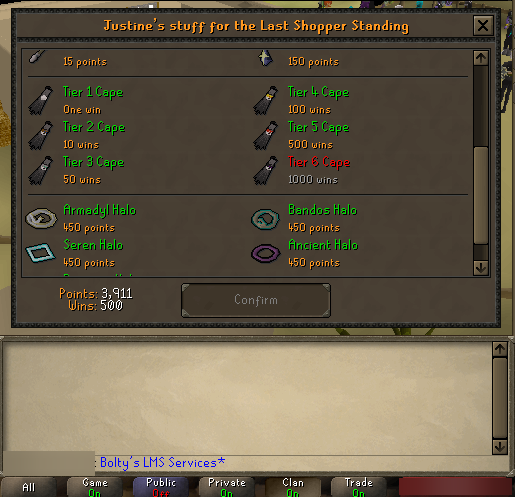 Justine's stuff for the Last Shopper Standing
15 points
150 points
Tier 1 Cape
One win
Tier 4 Cape
100 wins
Tier 2 Cape
10 wins
Tier 5 Cape
500 wins
Tier 3 Cape
50 wins
Tier 6 Cape
1000 wins
Armadyl Halo
450 points
Bandos Halo
450 points
Seren Halo
450 points
Ancient Halo
450 points
Points: 3,911
Wins: 500
Confirm
: Bolty's LMS Services*
All
Game
On
Public
Off
Private
On
Clan
On
Trade
On